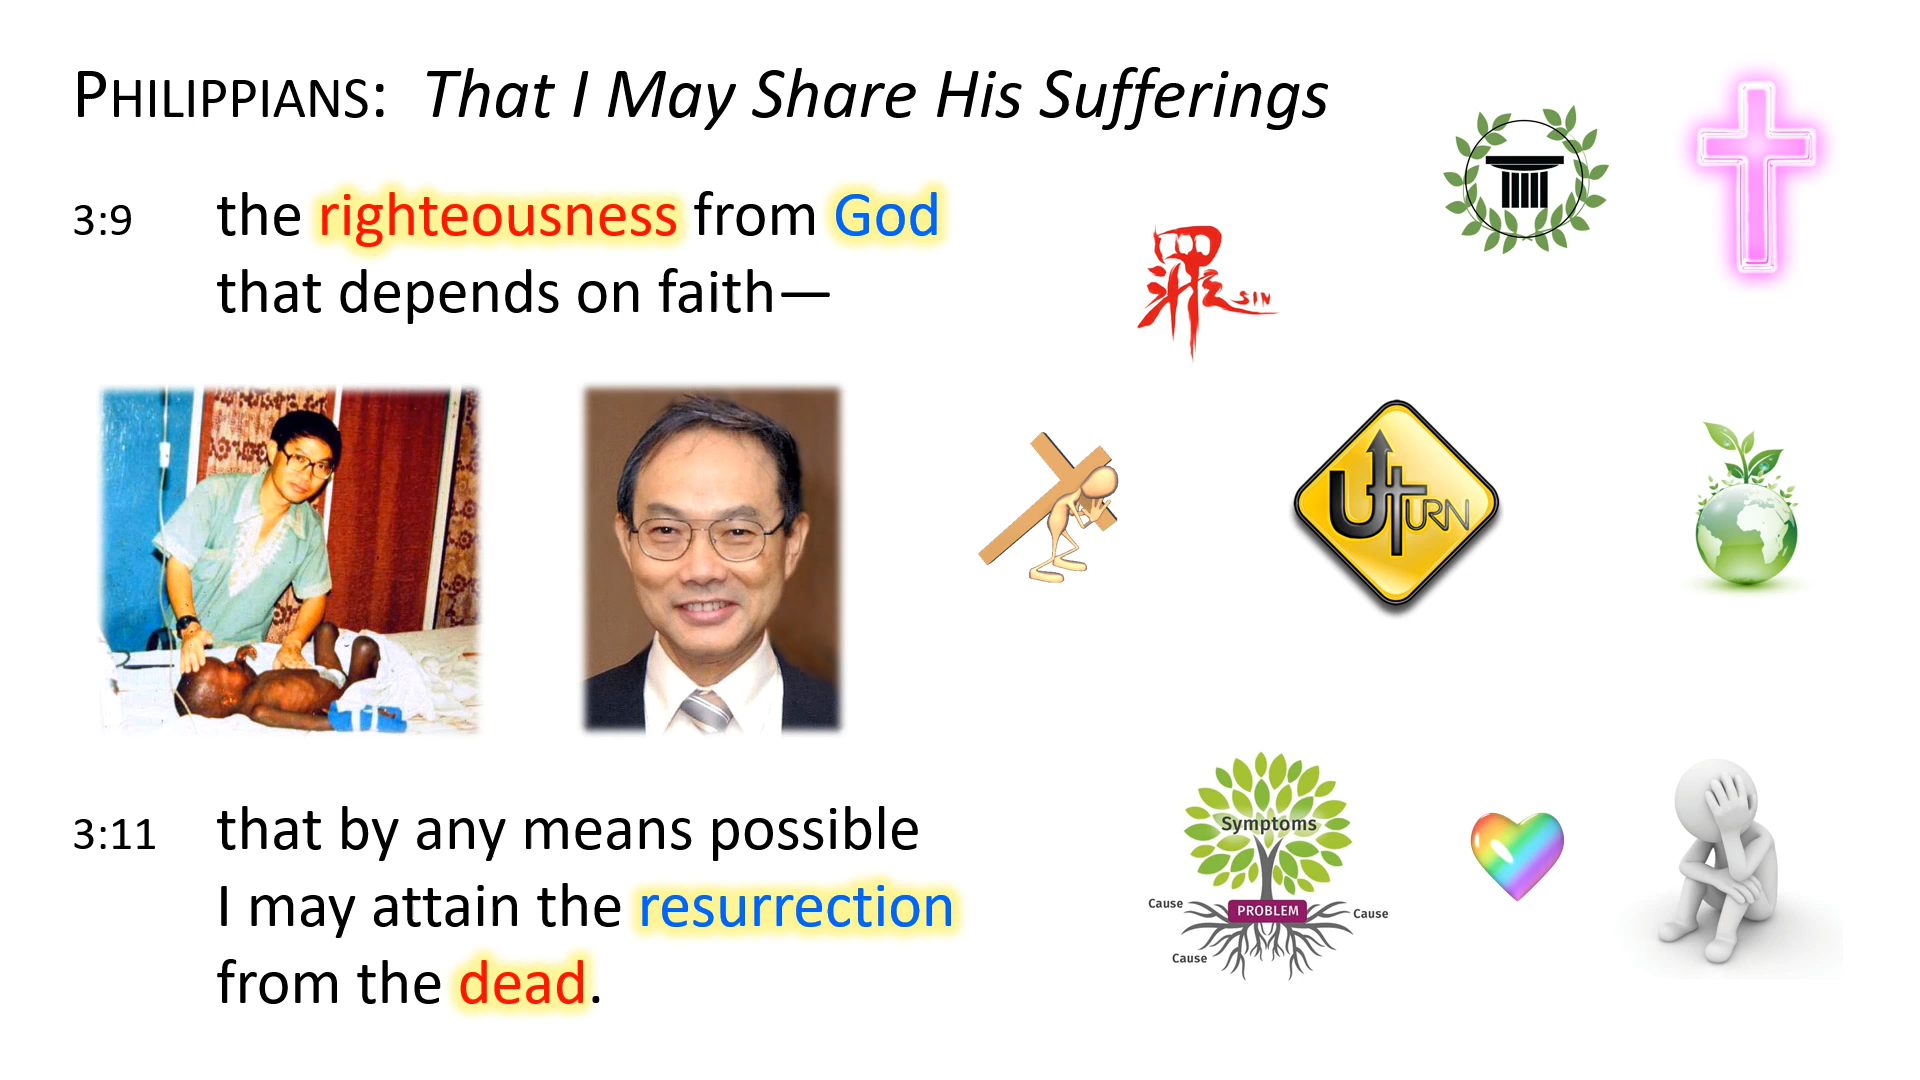 PHILIPPIANS: That I May Share His Sufferings
3:9 the righteousness from God
that depends on faith—
罪 SIN
U TURN
3:11 that by any means possible
I may attain the resurrection
from the dead.
Symptoms
Cause
PROBLEM
Cause
Cause